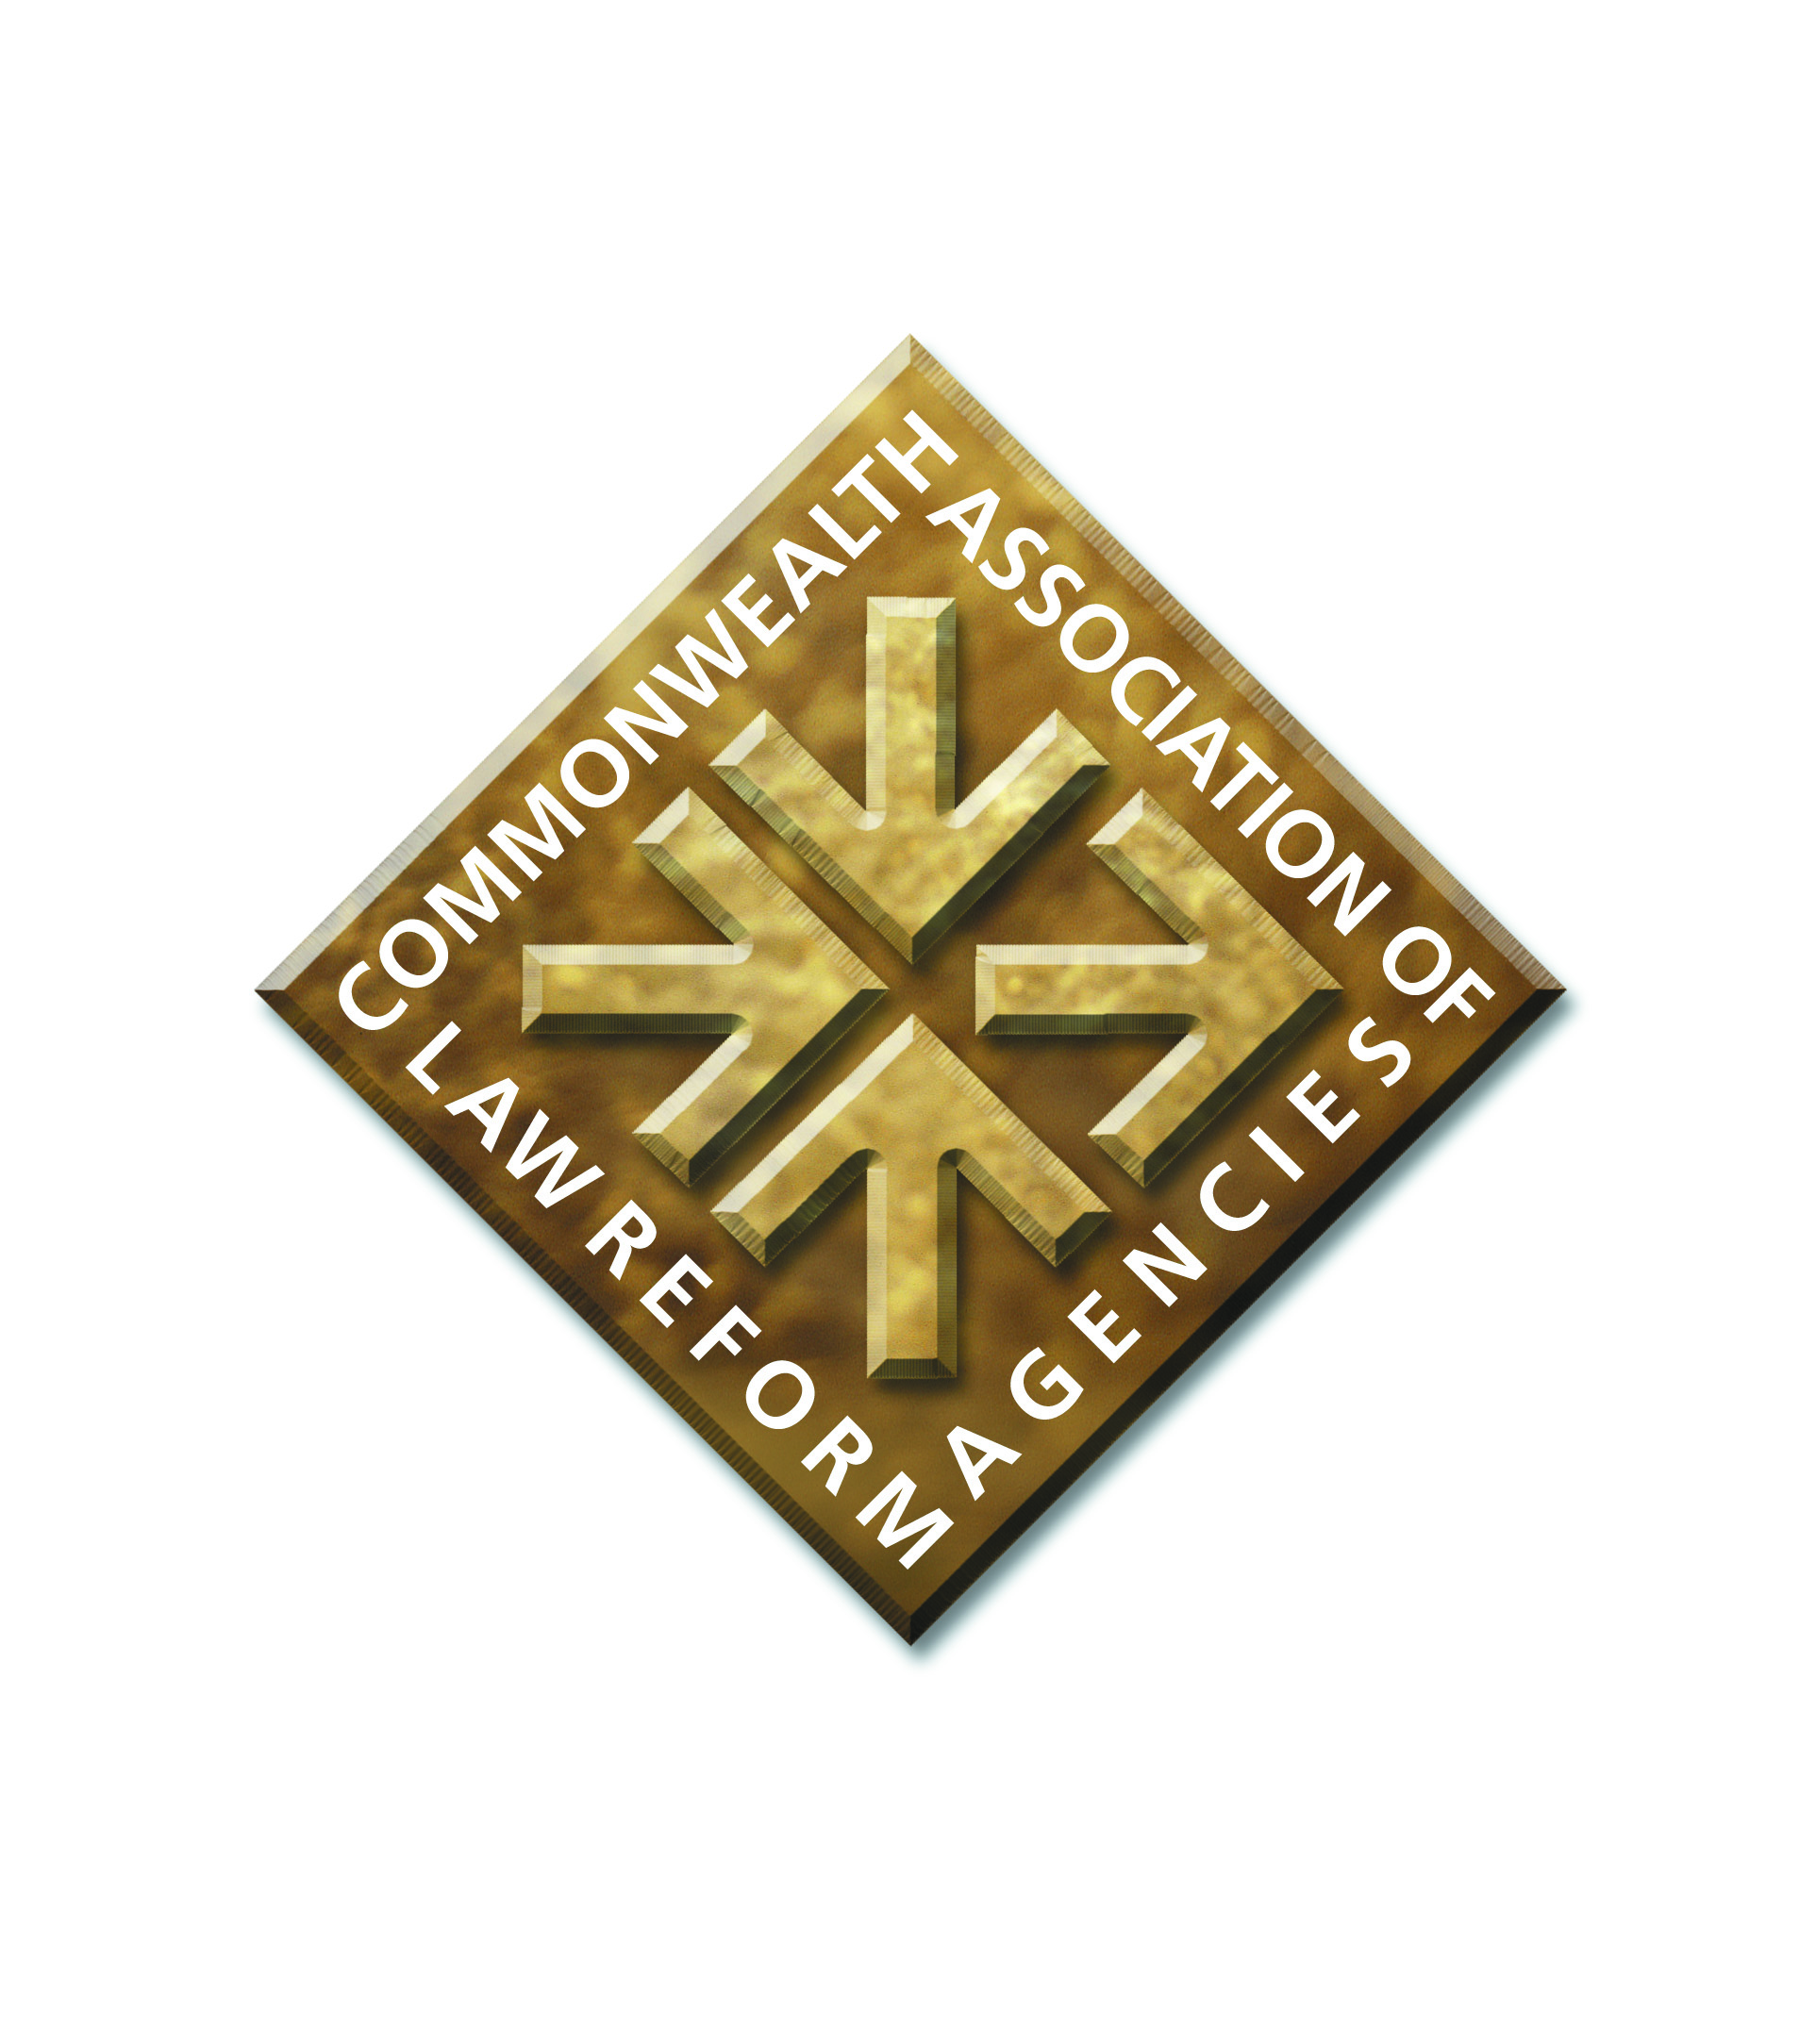 COMMONWEALTH
ASSOCIATION OF
LAW REFORM
AGENCIES